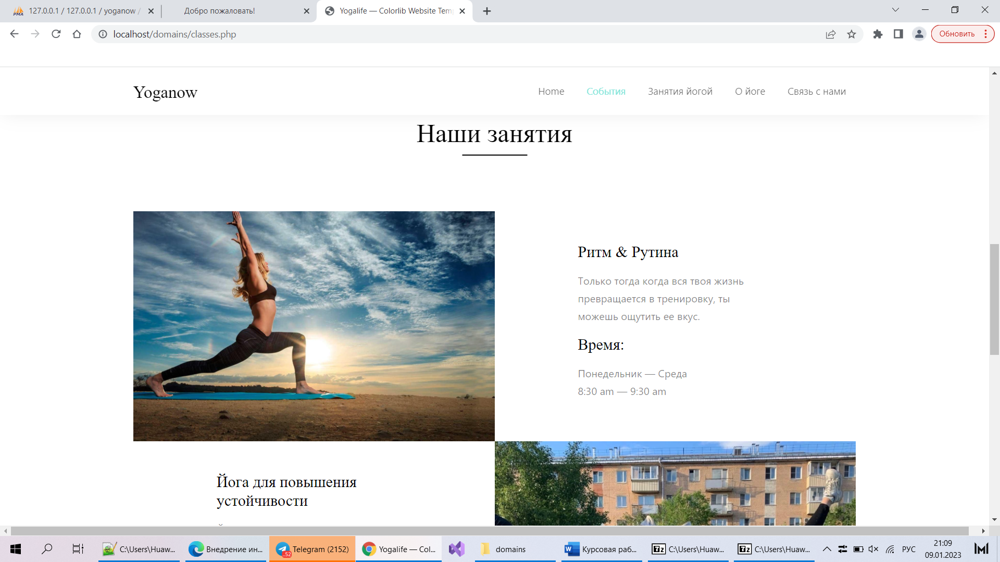 127.0.0.1 / 127.0.0.1 / yoganow /
Добро пожаловать!
Yogalife — Colorlib Website Tem
localhost/domains/classes.php
Обновить
Yoganow
Home
События
Занятия йогой
О йоге
Связь с нами
Наши занятия
Ритм & Рутина
Только тогда когда вся твоя жизнь
превращается в тренировку, ты
можешь ощутить ее вкус.
Время:
Понедельник — Среда
8:30 am — 9:30 am
Йога для повышения
устойчивости
C:\Users\Huaw...
Внедрение ин...
Telegram (2152)
Yogalife — Col...
domains
Курсовая раб...
C:\Users\Huaw...
C:\Users\Huaw...
РУС
21:09
09.01.2023